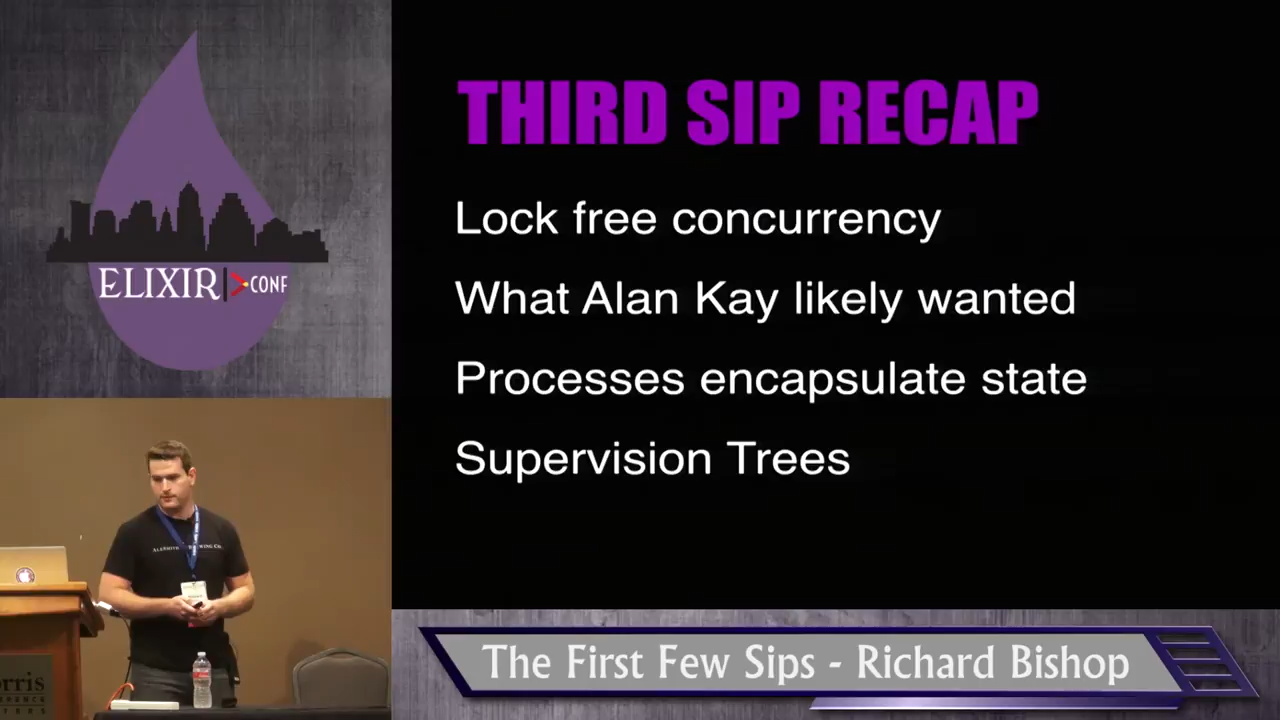 ELIXIR CONF
THIRD SIP RECAP
Lock free concurrency
What Alan Kay likely wanted
Processes encapsulate state
Supervision Trees
The First Few Sips - Richard Bishop